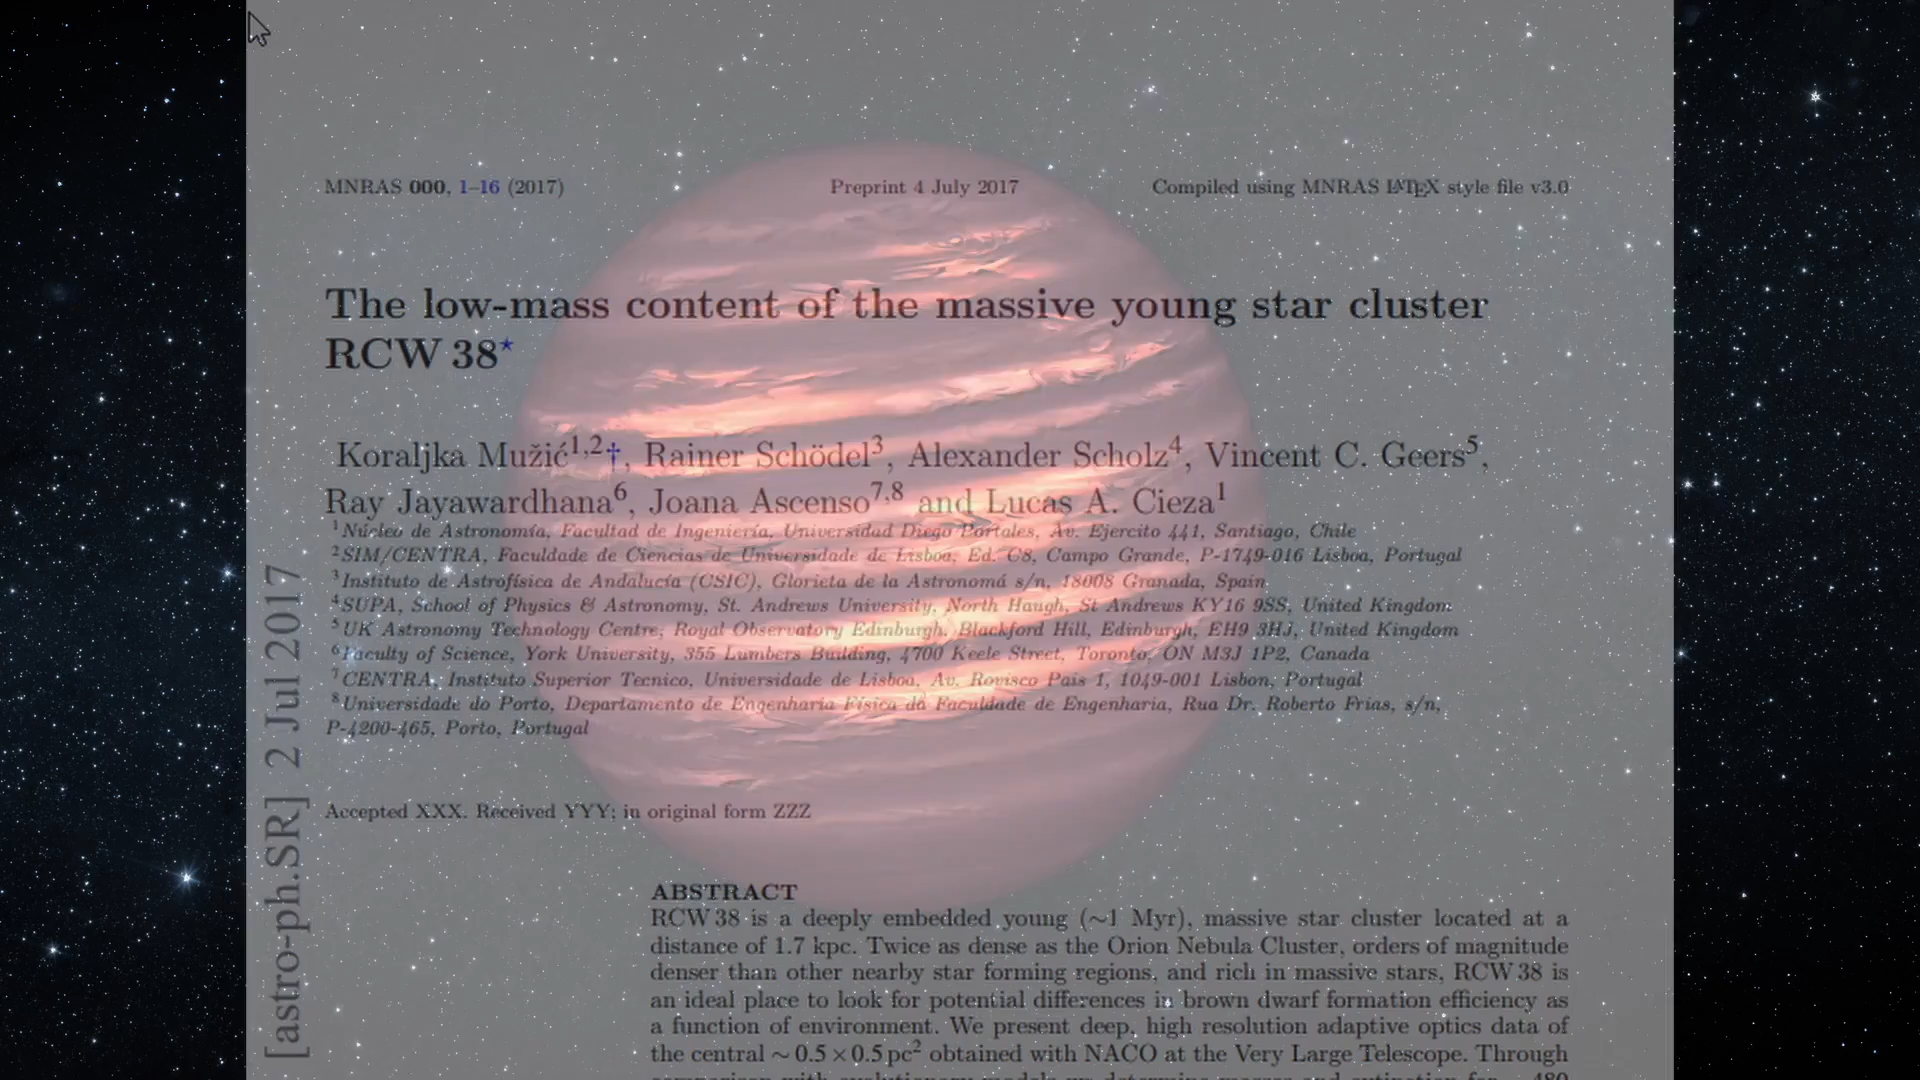 MNRAS 000, 1–16 (2017) Preprint 4 July 2017 Compiled using MNRAS LATEX style file v3.0
The low-mass content of the massive young star cluster
RCW 38*
Koraljka Mužić1,2†, Rainer Schödel3, Alexander Scholz4, Vincent C. Geers5,
Ray Jayawardhana6, Joana Ascenso7,8 and Lucas A. Cieza1
1Núcleo de Astronomía, Facultad de Ingeniería, Universidad Diego Portales, Av. Ejercito 441, Santiago, Chile
2SIM/CENTRA, Faculdade de Ciencias de Universidade de Lisboa, Ed. C8, Campo Grande, P-1749-016 Lisboa, Portugal
3Instituto de Astrofísica de Andalucía (CSIC), Glorieta de la Astronomá s/n, 18008 Granada, Spain
4SUPA, School of Physics & Astronomy, St. Andrews University, North Haugh, St Andrews KY16 9SS, United Kingdom
5UK Astronomy Technology Centre, Royal Observatory Edinburgh, Blackford Hill, Edinburgh, EH9 3HJ, United Kingdom
6Faculty of Science, York University, 355 Lumbers Building, 4700 Keele Street, Toronto, ON M3J 1P2, Canada
7CENTRA, Instituto Superior Tecnico, Universidade de Lisboa, Av. Rovisco Pais 1, 1049-001 Lisbon, Portugal
8Universidade do Porto, Departamento de Engenharia Física da Faculdade de Engenharia, Rua Dr. Roberto Frias, s/n,
P-4200-465, Porto, Portugal
Accepted XXX. Received YYY; in original form ZZZ
[astro-ph.SR] 2 Jul 2017
ABSTRACT
RCW 38 is a deeply embedded young (~1 Myr), massive star cluster located at a
distance of 1.7 kpc. Twice as dense as the Orion Nebula Cluster, orders of magnitude
denser than other nearby star forming regions, and rich in massive stars, RCW 38 is
an ideal place to look for potential differences in brown dwarf formation efficiency as
a function of environment. We present deep, high resolution adaptive optics data of
the central ~ 0.5 × 0.5 pc2 obtained with NACO at the Very Large Telescope. Through